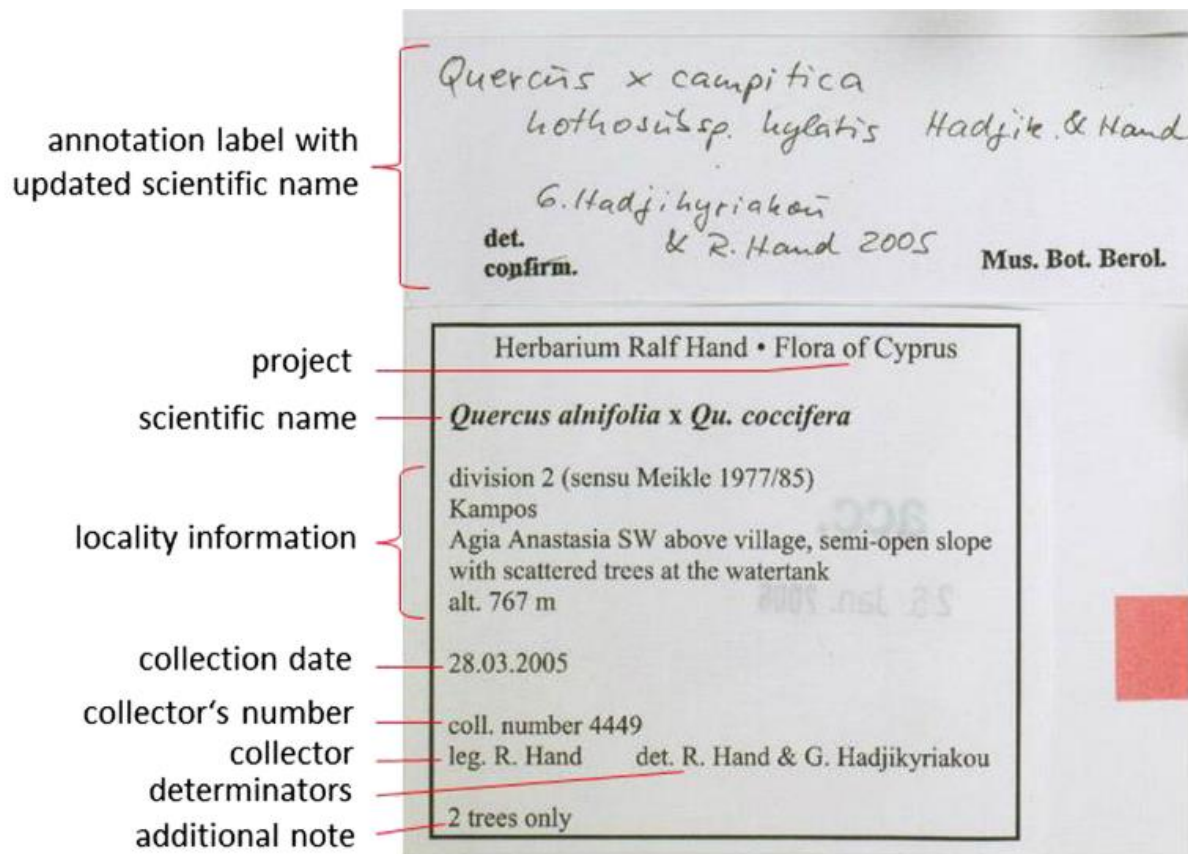 annotation label with
updated scientific name
Quercus x campitica
nothosubsp. hylatis Hadjik. & Hand
G. Hadjikyriakou
& R. Hand 2005
det.
confirm.
Mus. Bot. Berol.
Herbarium Ralf Hand • Flora of Cyprus
project
scientific name
Quercus alnifolia x Qu. coccifera
locality information
division 2 (sensu Meikle 1977/85)
Kampos
Agia Anastasia SW above village, semi-open slope
with scattered trees at the watertank
alt. 767 m
acc.
collection date
28.03.2005
collector's number
coll. number 4449
collector
leg. R. Hand det. R. Hand & G. Hadjikyriakou
determinators
additional note
2 trees only